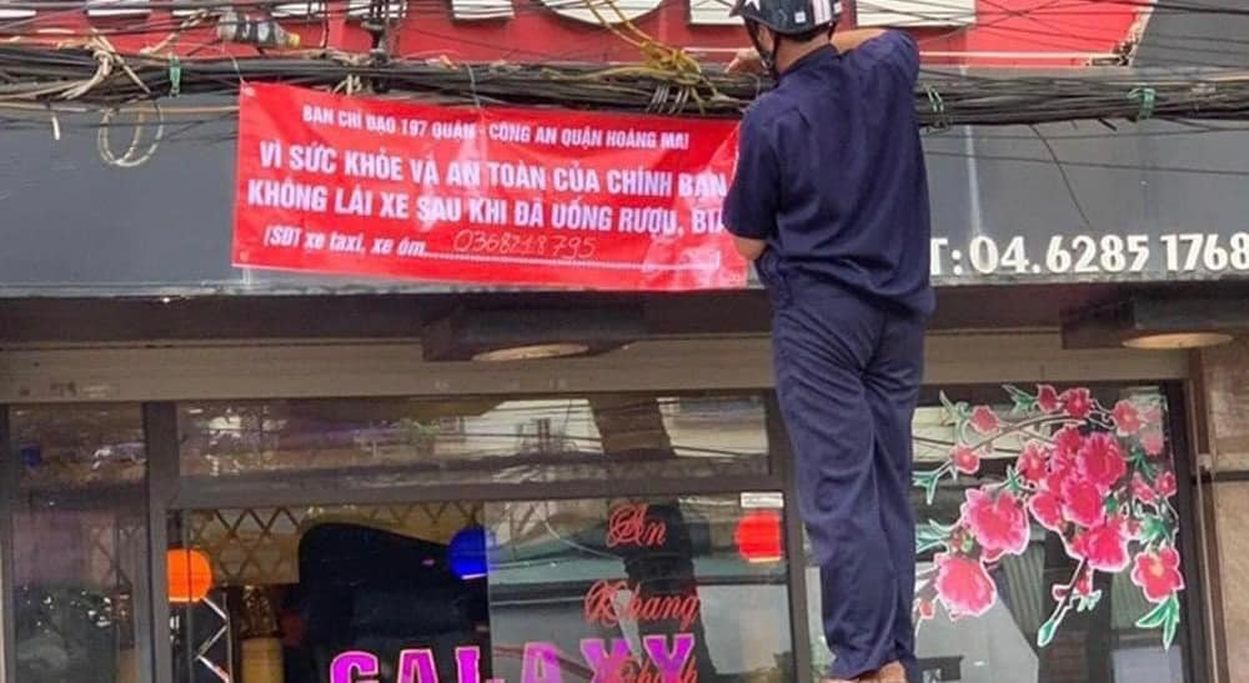 BAN CHỈ ĐẠO 197 QUẬN - CÔNG AN QUẬN HOÀNG MAI
VÌ SỨC KHỎE VÀ AN TOÀN CỦA CHÍNH BẠN
KHÔNG LÁI XE SAU KHI ĐÃ UỐNG RƯỢU, BIA
(SĐT xe taxi, xe ôm.....0368718795
T: 04.6285 1768
An
Khang
GALAXY